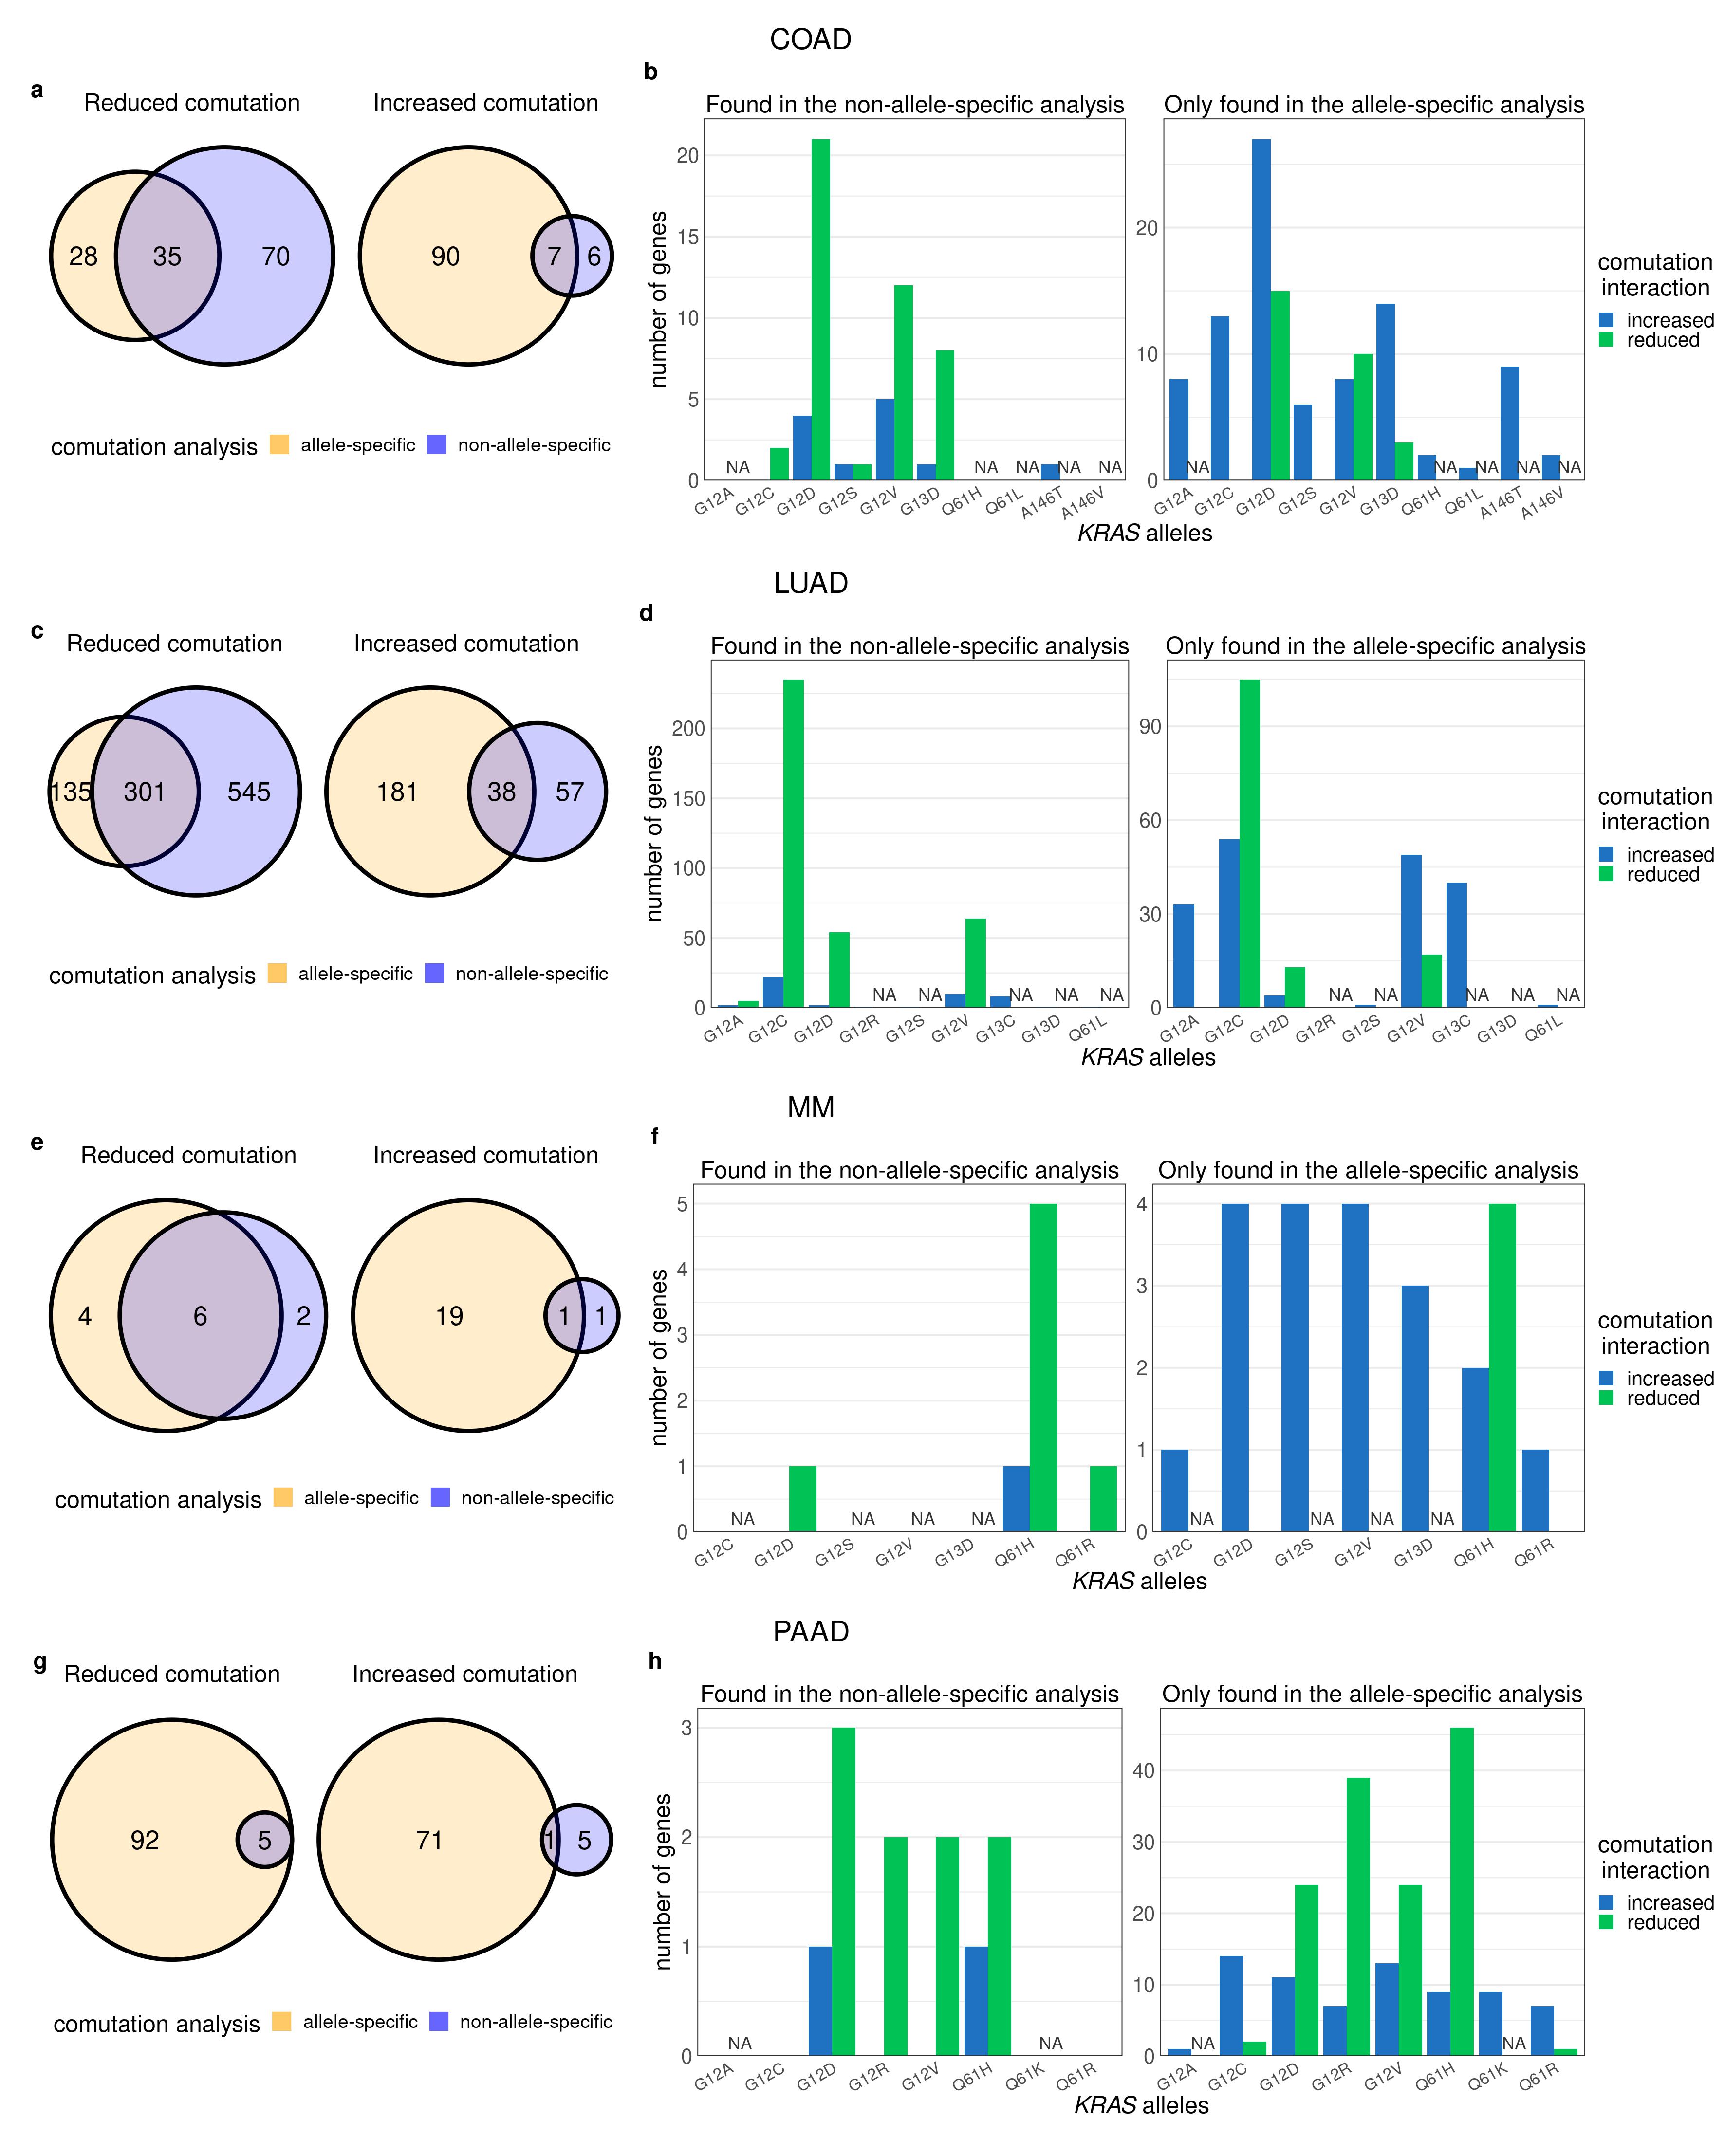 COAD
a
Reduced comutation
Increased comutation
28
35
70
90
7
6
comutation analysis
allele-specific
non-allele-specific
b
Found in the non-allele-specific analysis
Only found in the allele-specific analysis
number of genes
20
15
10
5
0
NA
NA
NA
NA
NA
G12A
G12C
G12D
G12S
G12V
G13D
Q61H
Q61L
A146T
A146V
20
10
0
NA
NA
NA
NA
NA
G12A
G12C
G12D
G12S
G12V
G13D
Q61H
Q61L
A146T
A146V
KRAS alleles
comutation
interaction
increased
reduced
LUAD
c
Reduced comutation
Increased comutation
135
301
545
181
38
57
comutation analysis
allele-specific
non-allele-specific
d
Found in the non-allele-specific analysis
Only found in the allele-specific analysis
number of genes
200
150
100
50
0
NA
NA
NA
NA
NA
G12A
G12C
G12D
G12R
G12S
G12V
G13C
G13D
Q61L
90
60
30
0
NA
NA
NA
NA
NA
G12A
G12C
G12D
G12R
G12S
G12V
G13C
G13D
Q61L
KRAS alleles
comutation
interaction
increased
reduced
MM
e
Reduced comutation
Increased comutation
4
6
2
19
1
1
comutation analysis
allele-specific
non-allele-specific
f
Found in the non-allele-specific analysis
Only found in the allele-specific analysis
number of genes
5
4
3
2
1
0
NA
NA
NA
NA
G12C
G12D
G12S
G12V
G13D
Q61H
Q61R
4
3
2
1
0
NA
NA
NA
NA
G12C
G12D
G12S
G12V
G13D
Q61H
Q61R
KRAS alleles
comutation
interaction
increased
reduced
PAAD
g
Reduced comutation
Increased comutation
92
5
71
1
5
comutation analysis
allele-specific
non-allele-specific
h
Found in the non-allele-specific analysis
Only found in the allele-specific analysis
number of genes
3
2
1
0
NA
NA
G12A
G12C
G12D
G12R
G12V
Q61H
Q61K
Q61R
40
30
20
10
0
NA
NA
G12A
G12C
G12D
G12R
G12V
Q61H
Q61K
Q61R
KRAS alleles
comutation
interaction
increased
reduced